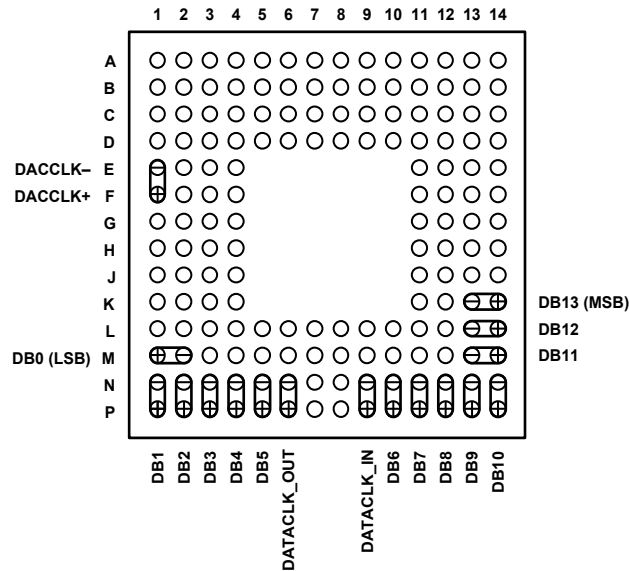 1 2 3 4 5 6 7 8 9 10 11 12 13 14
A
B
C
D
DACCLK– E
DACCLK+ F
G
H
J
K DB13 (MSB)
L DB12
DB0 (LSB) M DB11
N
P
DB1 DB2 DB3 DB4 DB5 DATACLK_OUT DATACLK_IN DB6 DB7 DB8 DB9 DB10